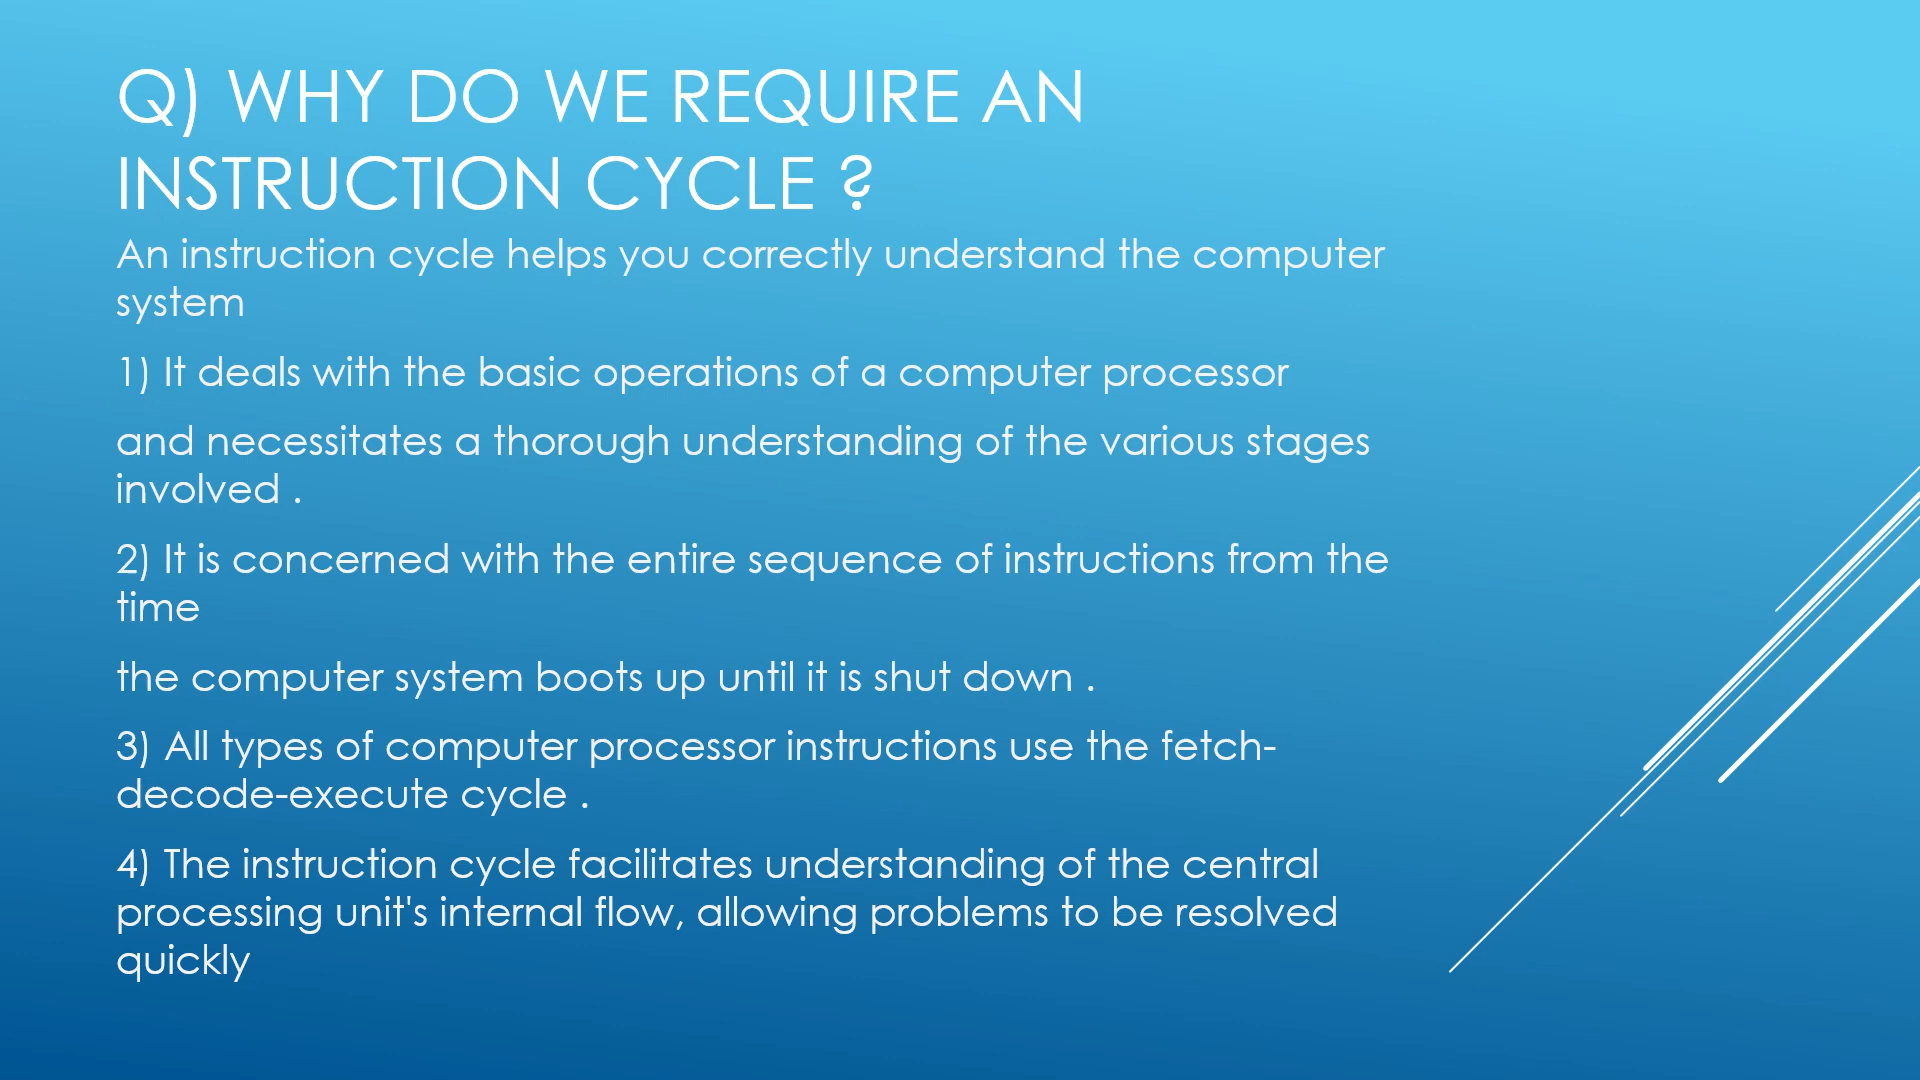 Q) WHY DO WE REQUIRE AN
INSTRUCTION CYCLE ?
An instruction cycle helps you correctly understand the computer
system
1) It deals with the basic operations of a computer processor
and necessitates a thorough understanding of the various stages
involved .
2) It is concerned with the entire sequence of instructions from the
time
the computer system boots up until it is shut down .
3) All types of computer processor instructions use the fetch-
decode-execute cycle .
4) The instruction cycle facilitates understanding of the central
processing unit's internal flow, allowing problems to be resolved
quickly